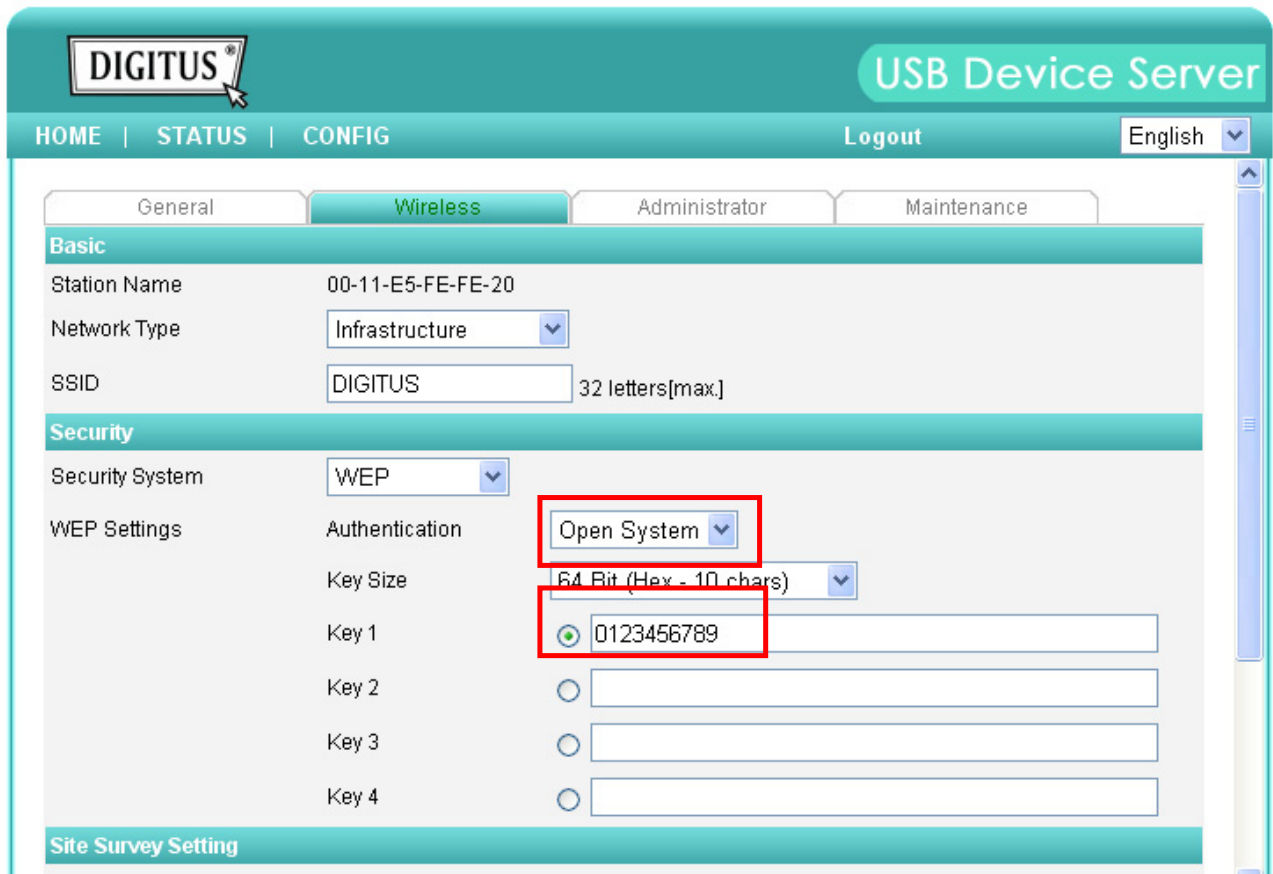 DIGITUS®
USB Device Server
HOME | STATUS | CONFIG Logout English
General Wireless Administrator Maintenance
Basic
Station Name 00-11-E5-FE-FE-20
Network Type Infrastructure
SSID DIGITUS 32 letters[max.]
Security
Security System WEP
WEP Settings Authentication Open System
Key Size 64 Bit (Hex - 10 chars)
Key 1 0123456789
Key 2
Key 3
Key 4
Site Survey Setting